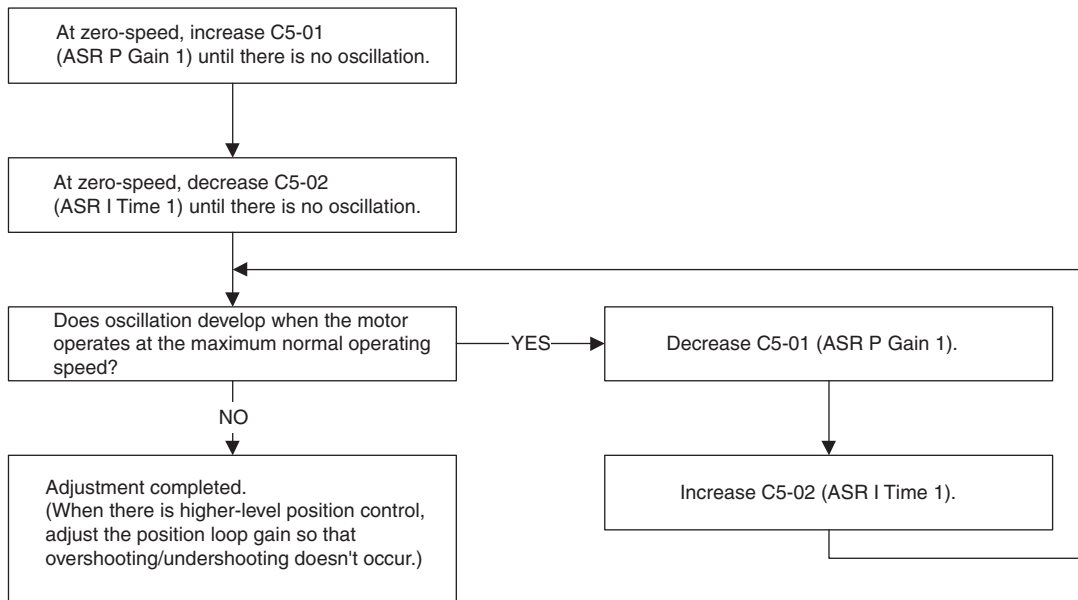 At zero-speed, increase C5-01
(ASR P Gain 1) until there is no oscillation.
At zero-speed, decrease C5-02
(ASR I Time 1) until there is no oscillation.
Does oscillation develop when the motor
operates at the maximum normal operating
speed?
YES
Decrease C5-01 (ASR P Gain 1).
NO
Increase C5-02 (ASR I Time 1).
Adjustment completed.
(When there is higher-level position control,
adjust the position loop gain so that
overshooting/undershooting doesn't occur.)